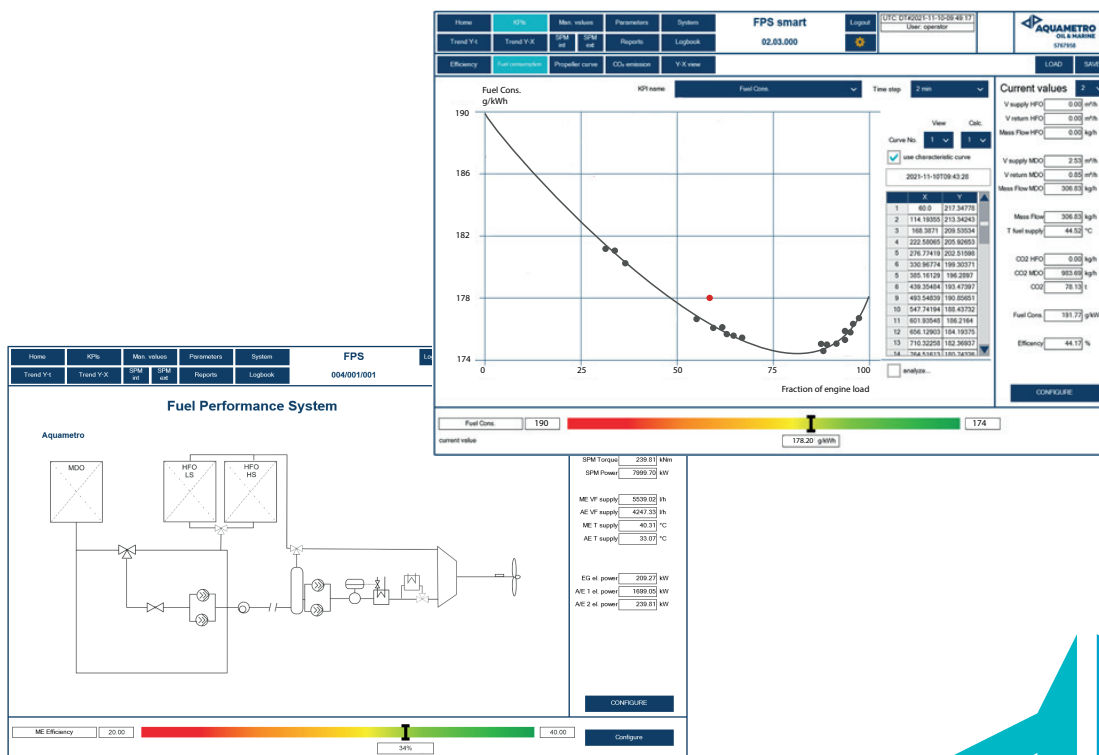 Home KPIs Man. values Parameters System FPS smart Logout UTC: DT#2021-11-10-09:49:17
User: operator
AQUAMETRO
OIL & MARINE
5767958
Trend Y-t Trend Y-X SPM int SPM ext Reports Logbook 02.03.000
Efficiency Fuel consumption Propeller curve CO₂ emission Y-X view LOAD SAVE
Fuel Cons.
g/kWh
KPI name Fuel Cons. Time step 2 min
190
186
182
178
174
0 25 50 75 100
Fraction of engine load
View Calc.
Curve No. 1 1
use characteristic curve
2021-11-10T09:43:28
X Y
1 60.0 217.34778
2 114.19355 213.34243
3 168.3871 209.53534
4 222.58065 205.92653
5 276.77419 202.51598
6 330.96774 199.30371
5 385.16129 196.2897
6 439.35484 193.47397
9 493.54839 190.85651
10 547.74194 188.43732
11 601.93548 186.2164
12 656.12903 184.19375
13 710.32258 182.36937
14
analyze...
Current values 2
V supply HFO 0.00 m³/h
V return HFO 0.00 m³/h
Mass Flow HFO 0.00 kg/h
V supply MDO 2.53 m³/h
V return MDO 0.85 m³/h
Mass Flow MDO 306.83 kg/h
Mass Flow 306.83 kg/h
T fuel supply 44.52 °C
CO2 HFO 0.00 kg/h
CO2 MDO 983.69 kg/h
CO2 78.13 t
Fuel Cons. 191.77 g/kW
Efficency 44.17 %
CONFIGURE
Fuel Cons. 190 174
current value 178.20 g/kWh
Home KPIs Man. values Parameters System FPS
Trend Y-t Trend Y-X SPM int SPM ext Reports Logbook 004/001/001
Fuel Performance System
Aquametro
MDO
HFO
LS
HFO
HS
SPM Torque 239.81 kNm
SPM Power 7999.70 kW
ME VF supply 5539.02 l/h
AE VF supply 4247.33 l/h
ME T supply 40.31 °C
AE T supply 33.07 °C
EG el. power 209.27 kW
A/E 1 el. power 1699.05 kW
A/E 2 el. power 239.81 kW
CONFIGURE
ME Efficiency 20.00 40.00 Configure
34%